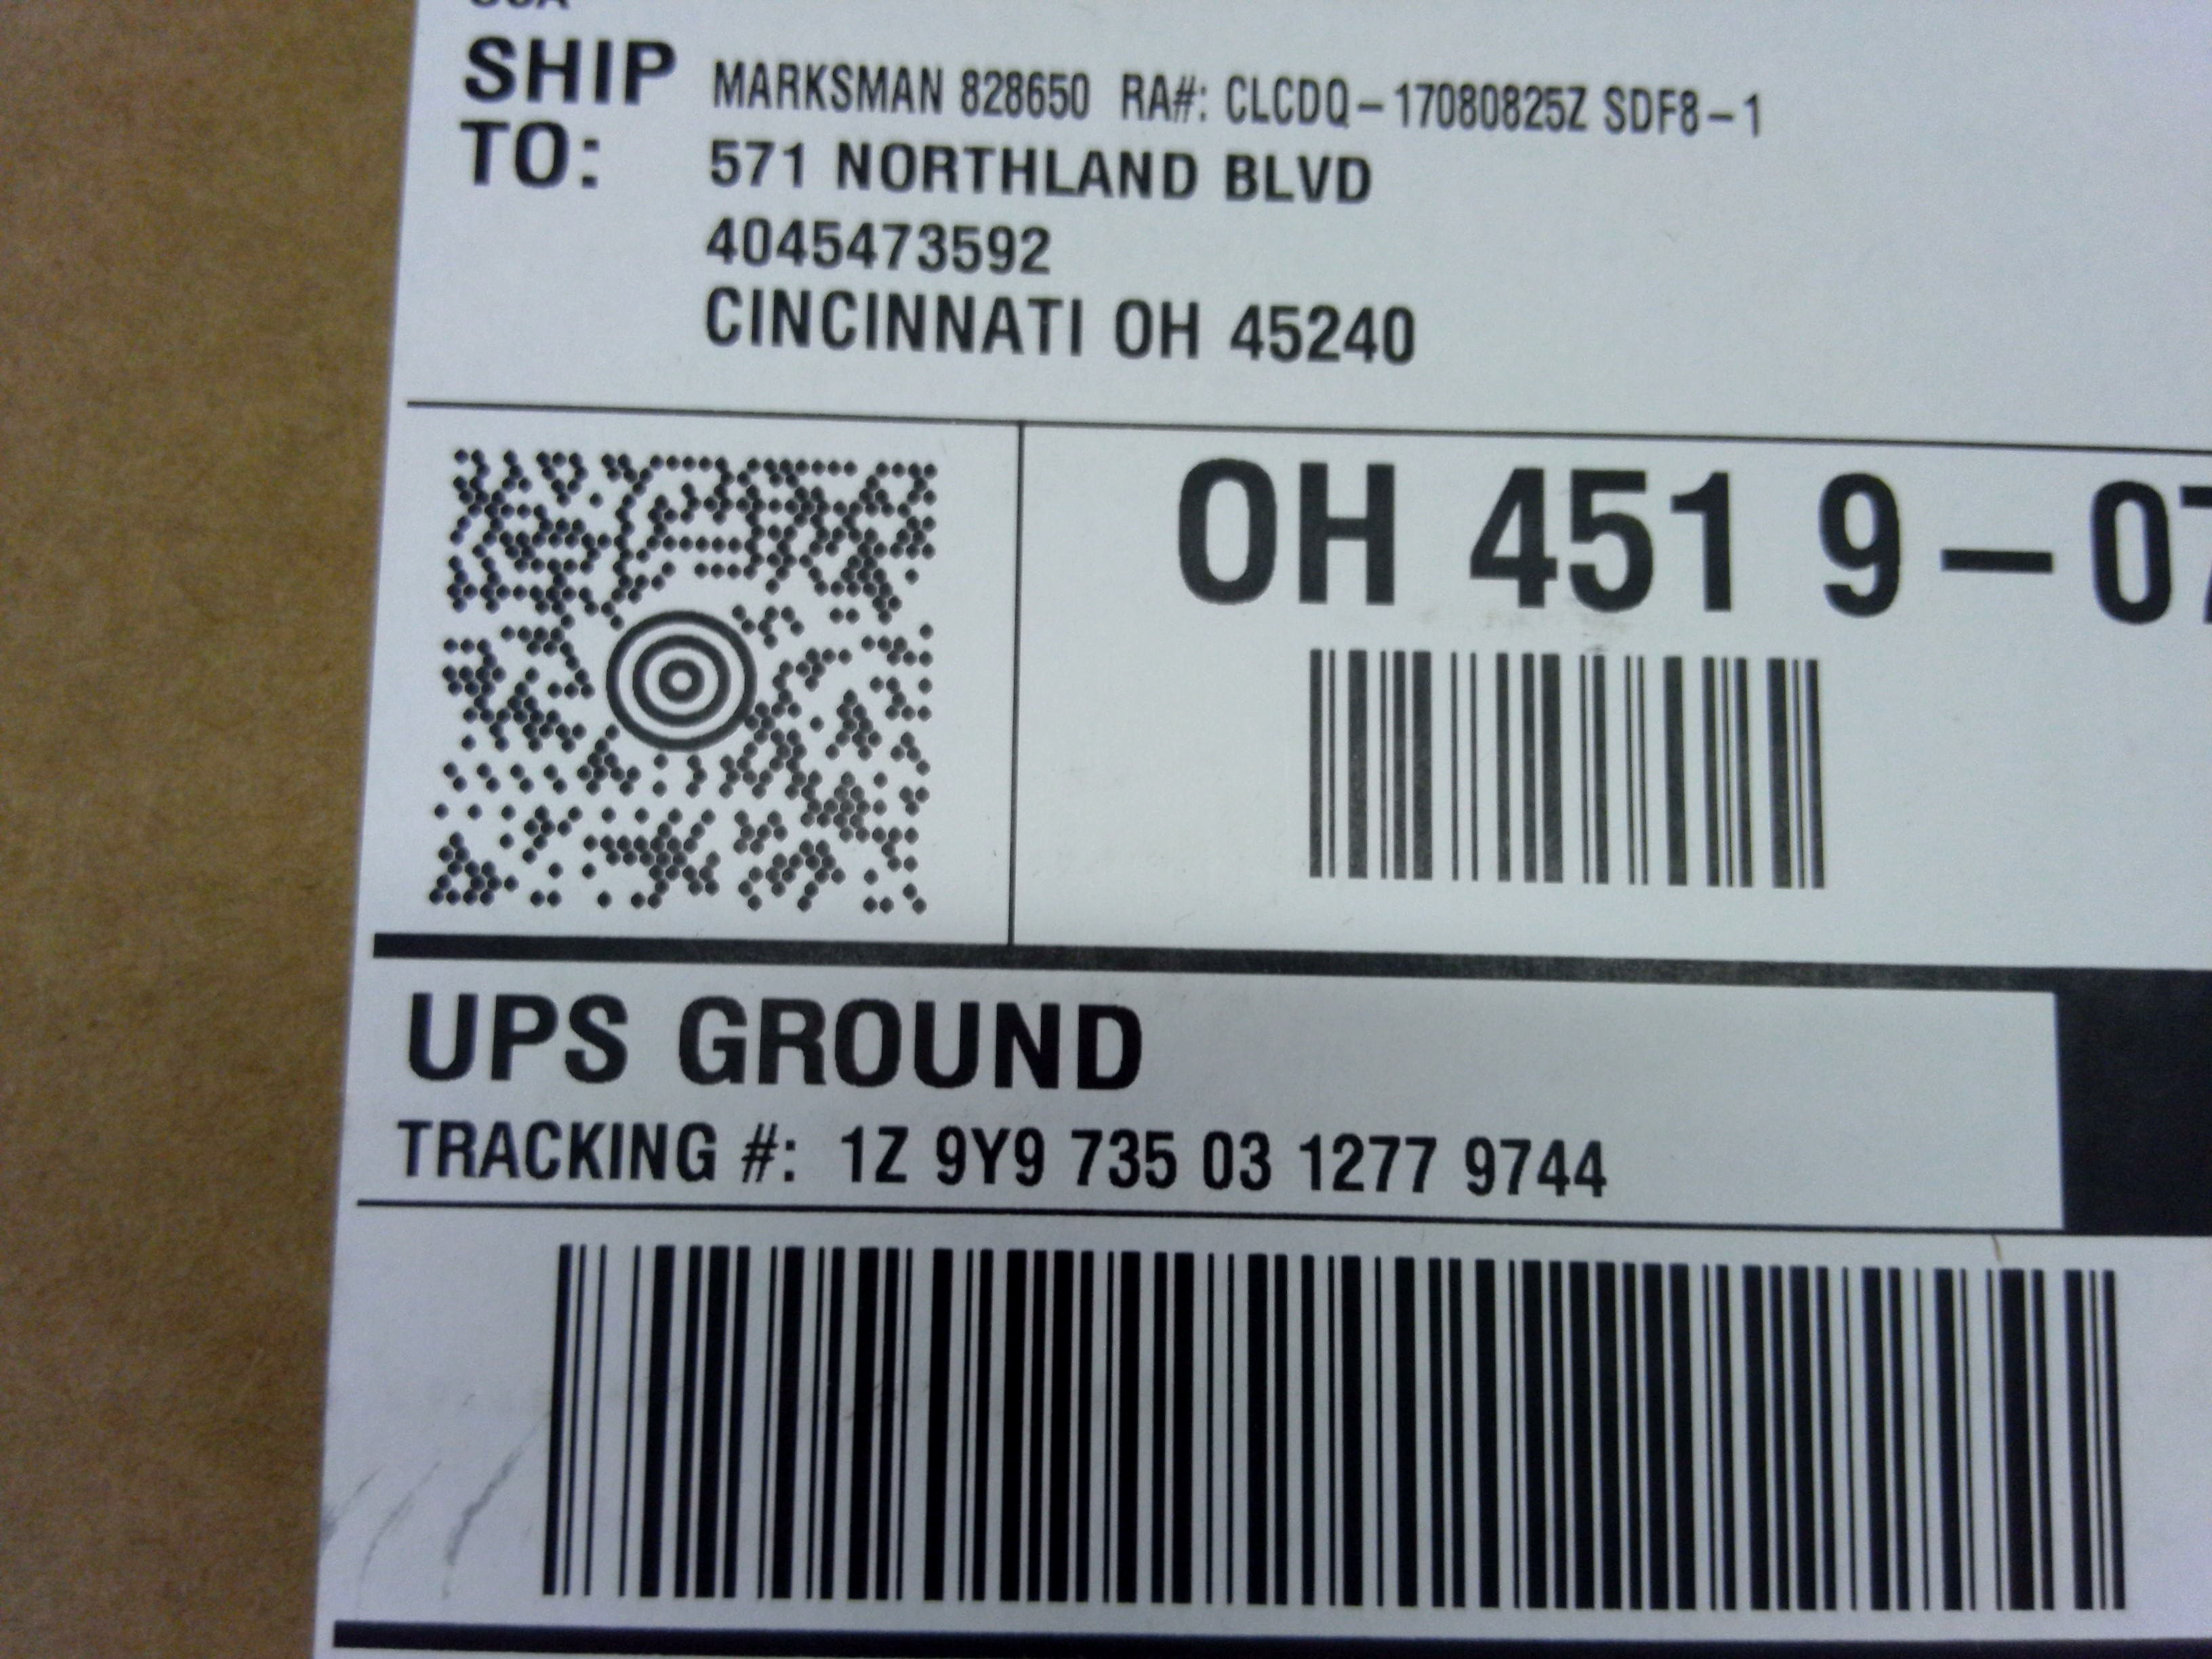 SHIP TO:
MARKSMAN 828650 RA#: CLCDQ-17080825Z SDF8-1
571 NORTHLAND BLVD
4045473592
CINCINNATI OH 45240
OH 451 9-07
UPS GROUND
TRACKING #: 1Z 9Y9 735 03 1277 9744